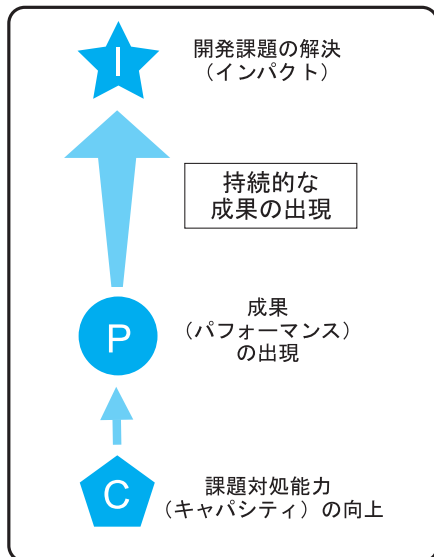 I
開発課題の解決
（インパクト）
持続的な
成果の出現
P
成果
（パフォーマンス）
の出現
C
課題対処能力
（キャパシティ）の向上